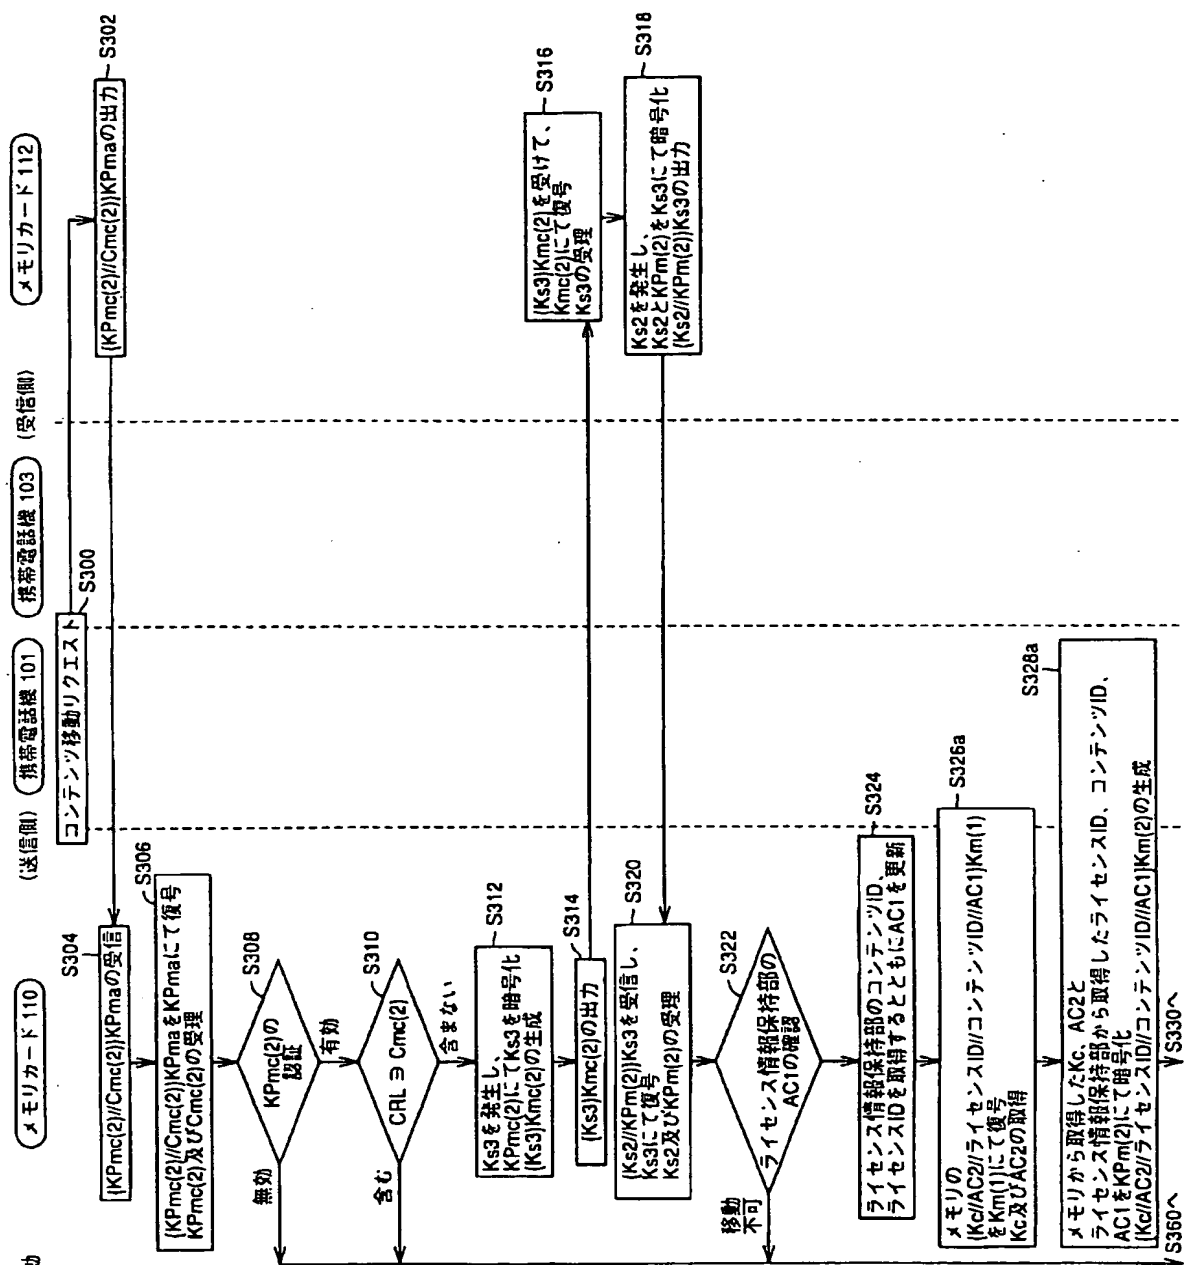 動
メモリカード 110
(送信側)
携帯電話機 101
携帯電話機 103
(受信側)
メモリカード 112
コンテンツ移動リクエスト
S300
S302
{KPmc(2)//Cmc(2)}KPmaの出力
S304
{KPmc(2)//Cmc(2)}KPmaの受信
S306
{KPmc(2)//Cmc(2)}KPmaをKPmaにて復号
KPmc(2)及びCmc(2)の受理
S308
KPmc(2)の
認証
無効
有効
S310
CRL ∋ Cmc(2)
含む
含まない
S312
Ks3を発生し、
KPmc(2)にてKs3を暗号化
{Ks3}Kmc(2)の生成
S314
{Ks3}Kmc(2)の出力
S316
{Ks3}Kmc(2)を受けて、
Kmc(2)にて復号
Ks3の受理
S318
Ks2を発生し、
Ks2とKPm(2)をKs3にて暗号化
{Ks2//KPm(2)}Ks3の出力
S320
{Ks2//KPm(2)}Ks3を受信し、
Ks3にて復号
Ks2及びKPm(2)の受理
S322
ライセンス情報保持部の
AC1の確認
移動
不可
S324
ライセンス情報保持部のコンテンツID、
ライセンスIDを取得するとともにAC1を更新
S326a
メモリの
{Kc//AC2//ライセンスID//コンテンツID//AC1}Km(1)
をKm(1)にて復号
Kc及びAC2の取得
S328a
メモリから取得したKc、AC2と
ライセンス情報保持部から取得したライセンスID、コンテンツID、
AC1をKPm(2)にて暗号化
{Kc//AC2//ライセンスID//コンテンツID//AC1}Km(2)の生成
S360へ
S330へ